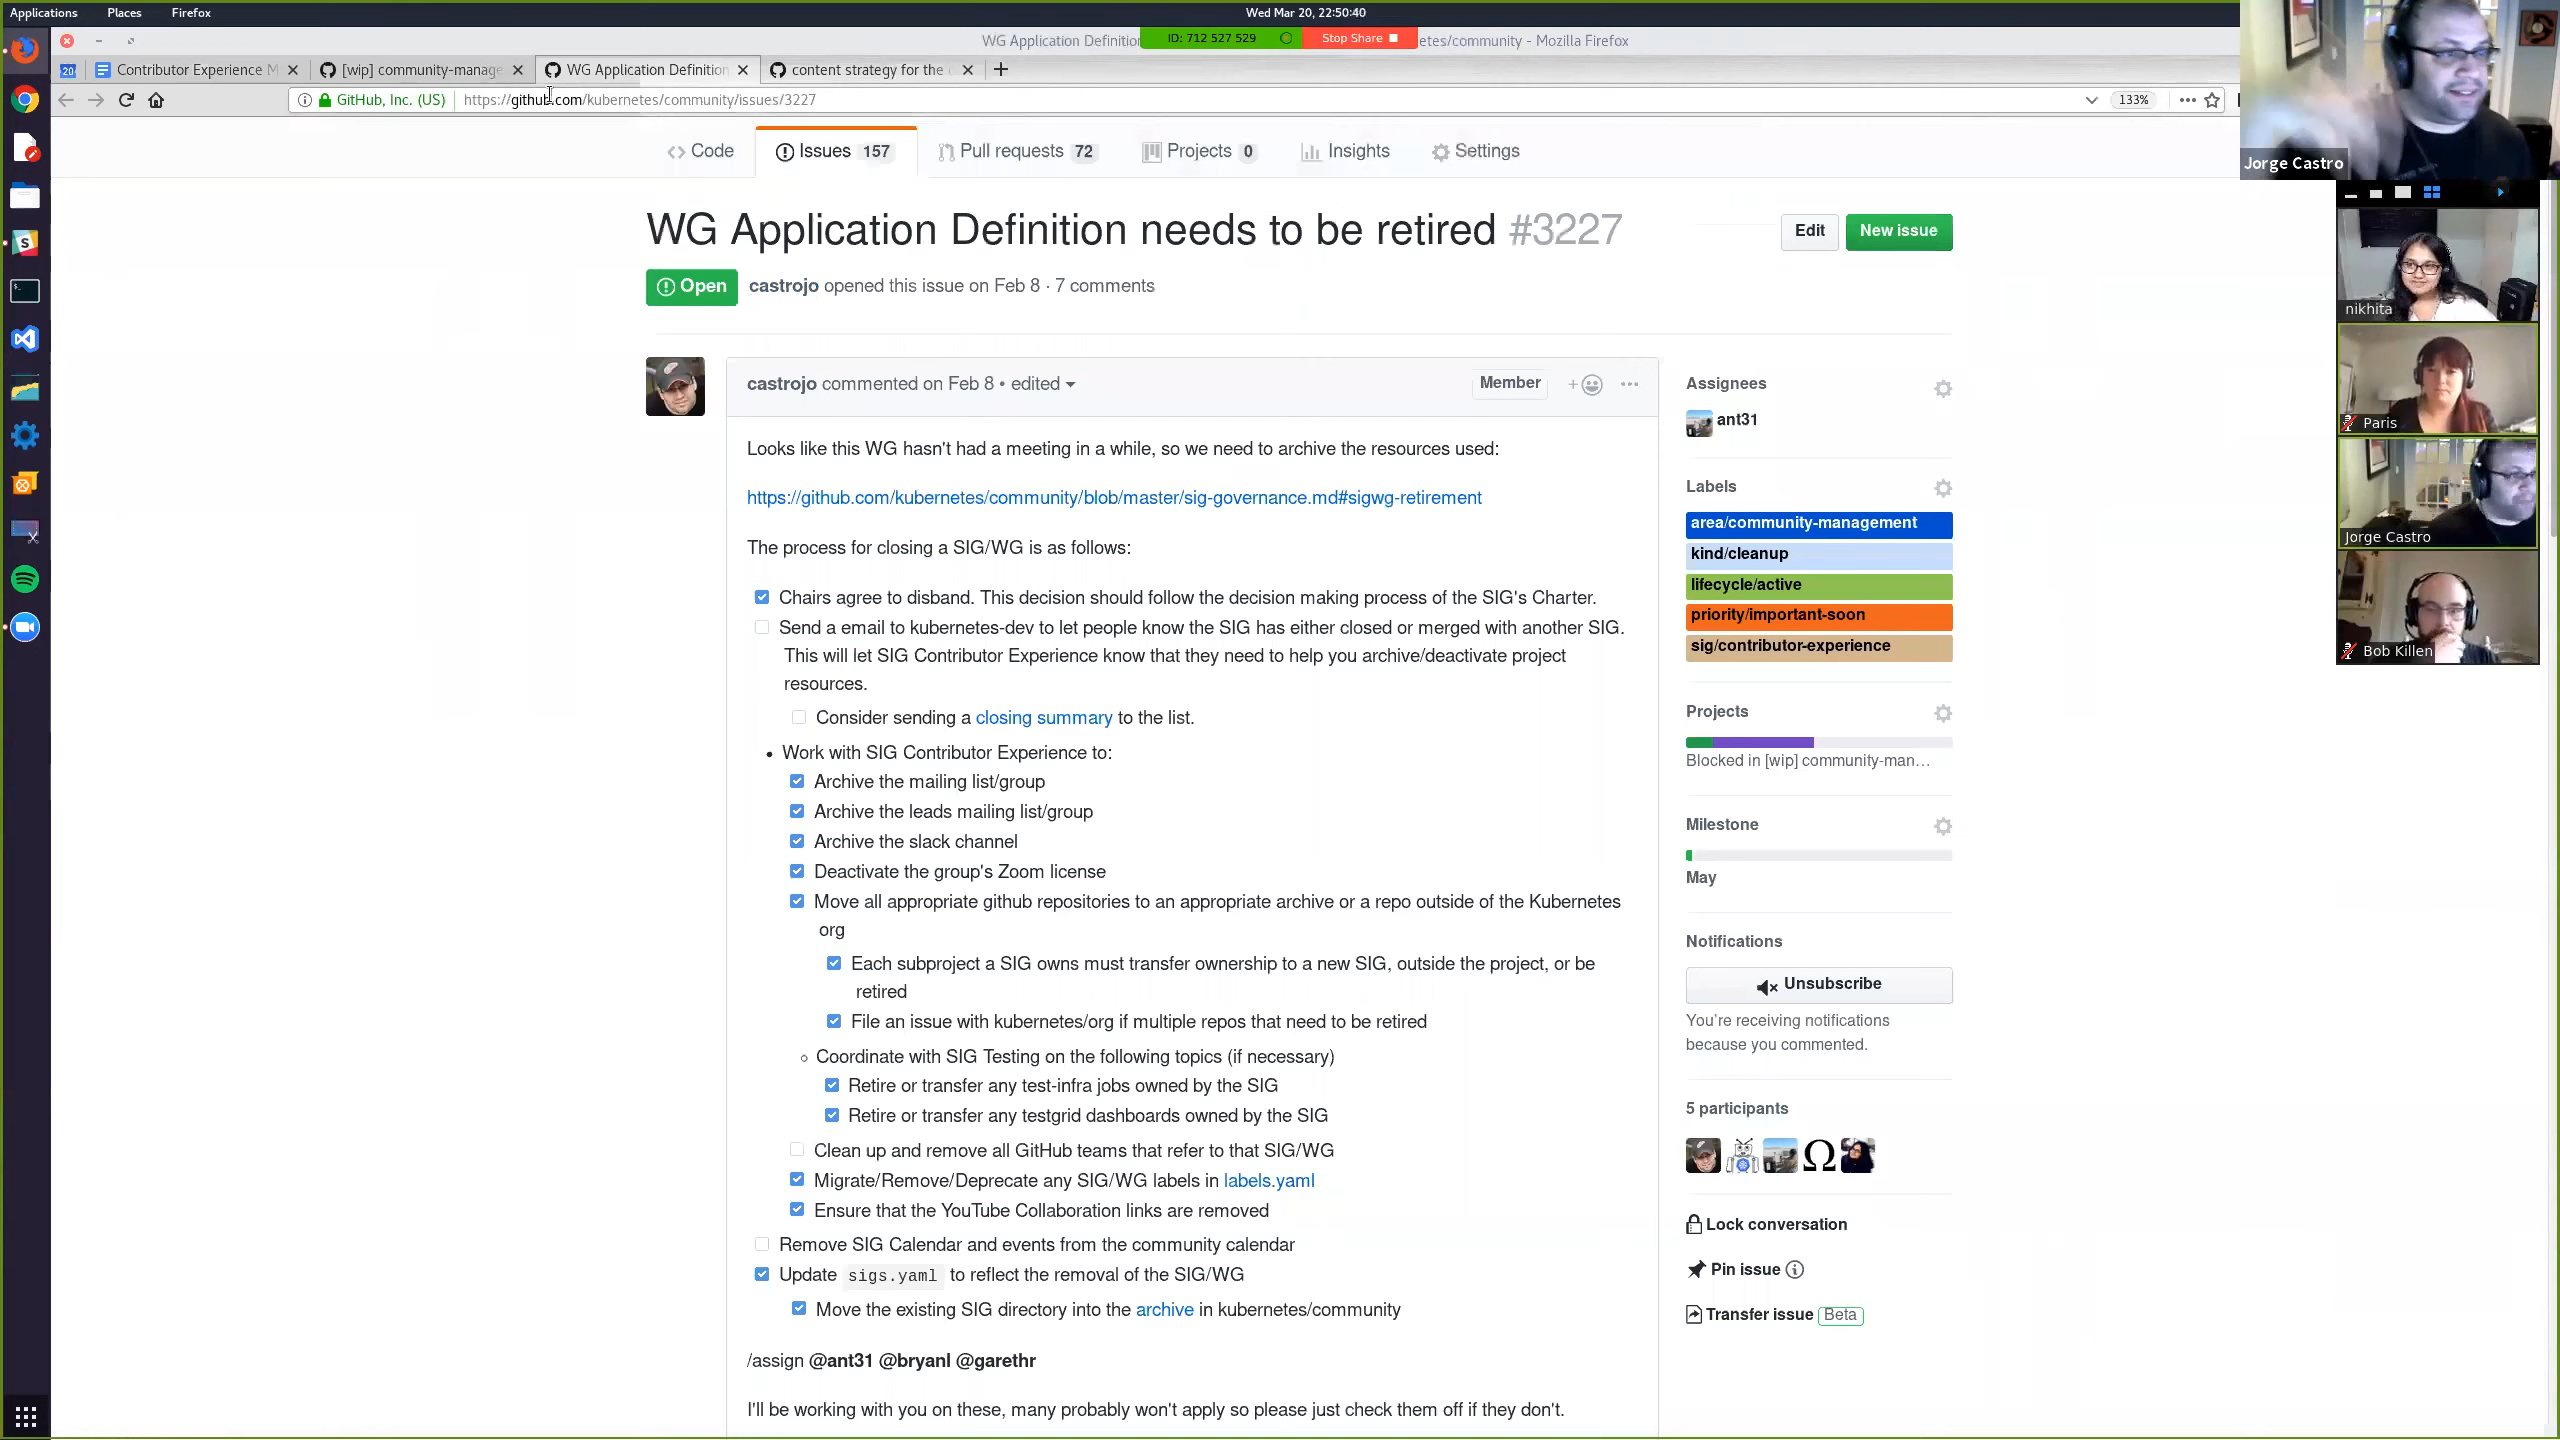 Applications Places Firefox
Wed Mar 20, 22:50:40
WG Application Definitio
ID: 712 527 529
Stop Share
etes/community - Mozilla Firefox
20
Contributor Experience M
[wip] community-manage
WG Application Definition
content strategy for the
GitHub, Inc. (US)
https://github.com/kubernetes/community/issues/3227
133%
Jorge Castro
Code
Issues 157
Pull requests 72
Projects 0
Insights
Settings
WG Application Definition needs to be retired #3227
Edit
New issue
Open
castrojo opened this issue on Feb 8 · 7 comments
castrojo commented on Feb 8 • edited
Member
Looks like this WG hasn't had a meeting in a while, so we need to archive the resources used:
https://github.com/kubernetes/community/blob/master/sig-governance.md#sigwg-retirement
The process for closing a SIG/WG is as follows:
Chairs agree to disband. This decision should follow the decision making process of the SIG's Charter.
Send a email to kubernetes-dev to let people know the SIG has either closed or merged with another SIG.
This will let SIG Contributor Experience know that they need to help you archive/deactivate project
resources.
Consider sending a closing summary to the list.
Work with SIG Contributor Experience to:
Archive the mailing list/group
Archive the leads mailing list/group
Archive the slack channel
Deactivate the group's Zoom license
Move all appropriate github repositories to an appropriate archive or a repo outside of the Kubernetes
org
Each subproject a SIG owns must transfer ownership to a new SIG, outside the project, or be
retired
File an issue with kubernetes/org if multiple repos that need to be retired
Coordinate with SIG Testing on the following topics (if necessary)
Retire or transfer any test-infra jobs owned by the SIG
Retire or transfer any testgrid dashboards owned by the SIG
Clean up and remove all GitHub teams that refer to that SIG/WG
Migrate/Remove/Deprecate any SIG/WG labels in labels.yaml
Ensure that the YouTube Collaboration links are removed
Remove SIG Calendar and events from the community calendar
Update sigs.yaml to reflect the removal of the SIG/WG
Move the existing SIG directory into the archive in kubernetes/community
/assign @ant31 @bryanl @garethr
I'll be working with you on these, many probably won't apply so please just check them off if they don't.
Assignees
ant31
Labels
area/community-management
kind/cleanup
lifecycle/active
priority/important-soon
sig/contributor-experience
Projects
Blocked in [wip] community-man…
Milestone
May
Notifications
Unsubscribe
You're receiving notifications
because you commented.
5 participants
Lock conversation
Pin issue
Transfer issue Beta
nikhita
Paris
Jorge Castro
Bob Killen